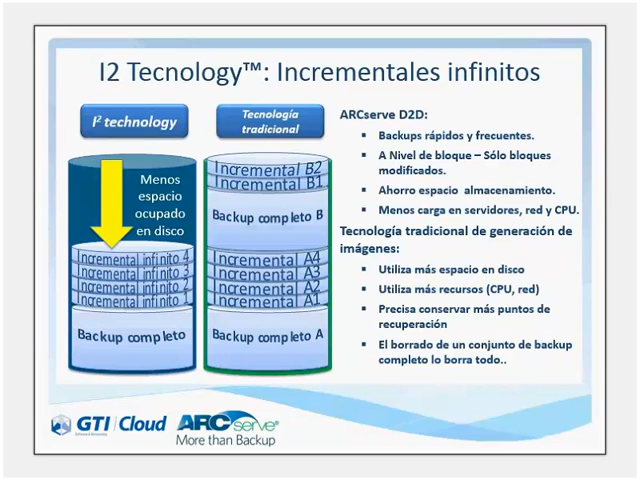 I2 Tecnology™: Incrementales infinitos
I² technology
Tecnología
tradicional
Menos
espacio
ocupado
en disco
Incremental infinito 4
Incremental infinito 3
Incremental infinito 2
Incremental infinito 1
Backup completo
Incremental B2
Incremental B1
Backup completo B
Incremental A4
Incremental A3
Incremental A2
Incremental A1
Backup completo A
ARCserve D2D:
▪ Backups rápidos y frecuentes.
▪ A Nivel de bloque – Sólo bloques
modificados.
▪ Ahorro espacio almacenamiento.
▪ Menos carga en servidores, red y CPU.
Tecnología tradicional de generación de
imágenes:
▪ Utiliza más espacio en disco
▪ Utiliza más recursos (CPU, red)
▪ Precisa conservar más puntos de
recuperación
▪ El borrado de un conjunto de backup
completo lo borra todo..
GTI | Cloud
ARCserve®
More than Backup